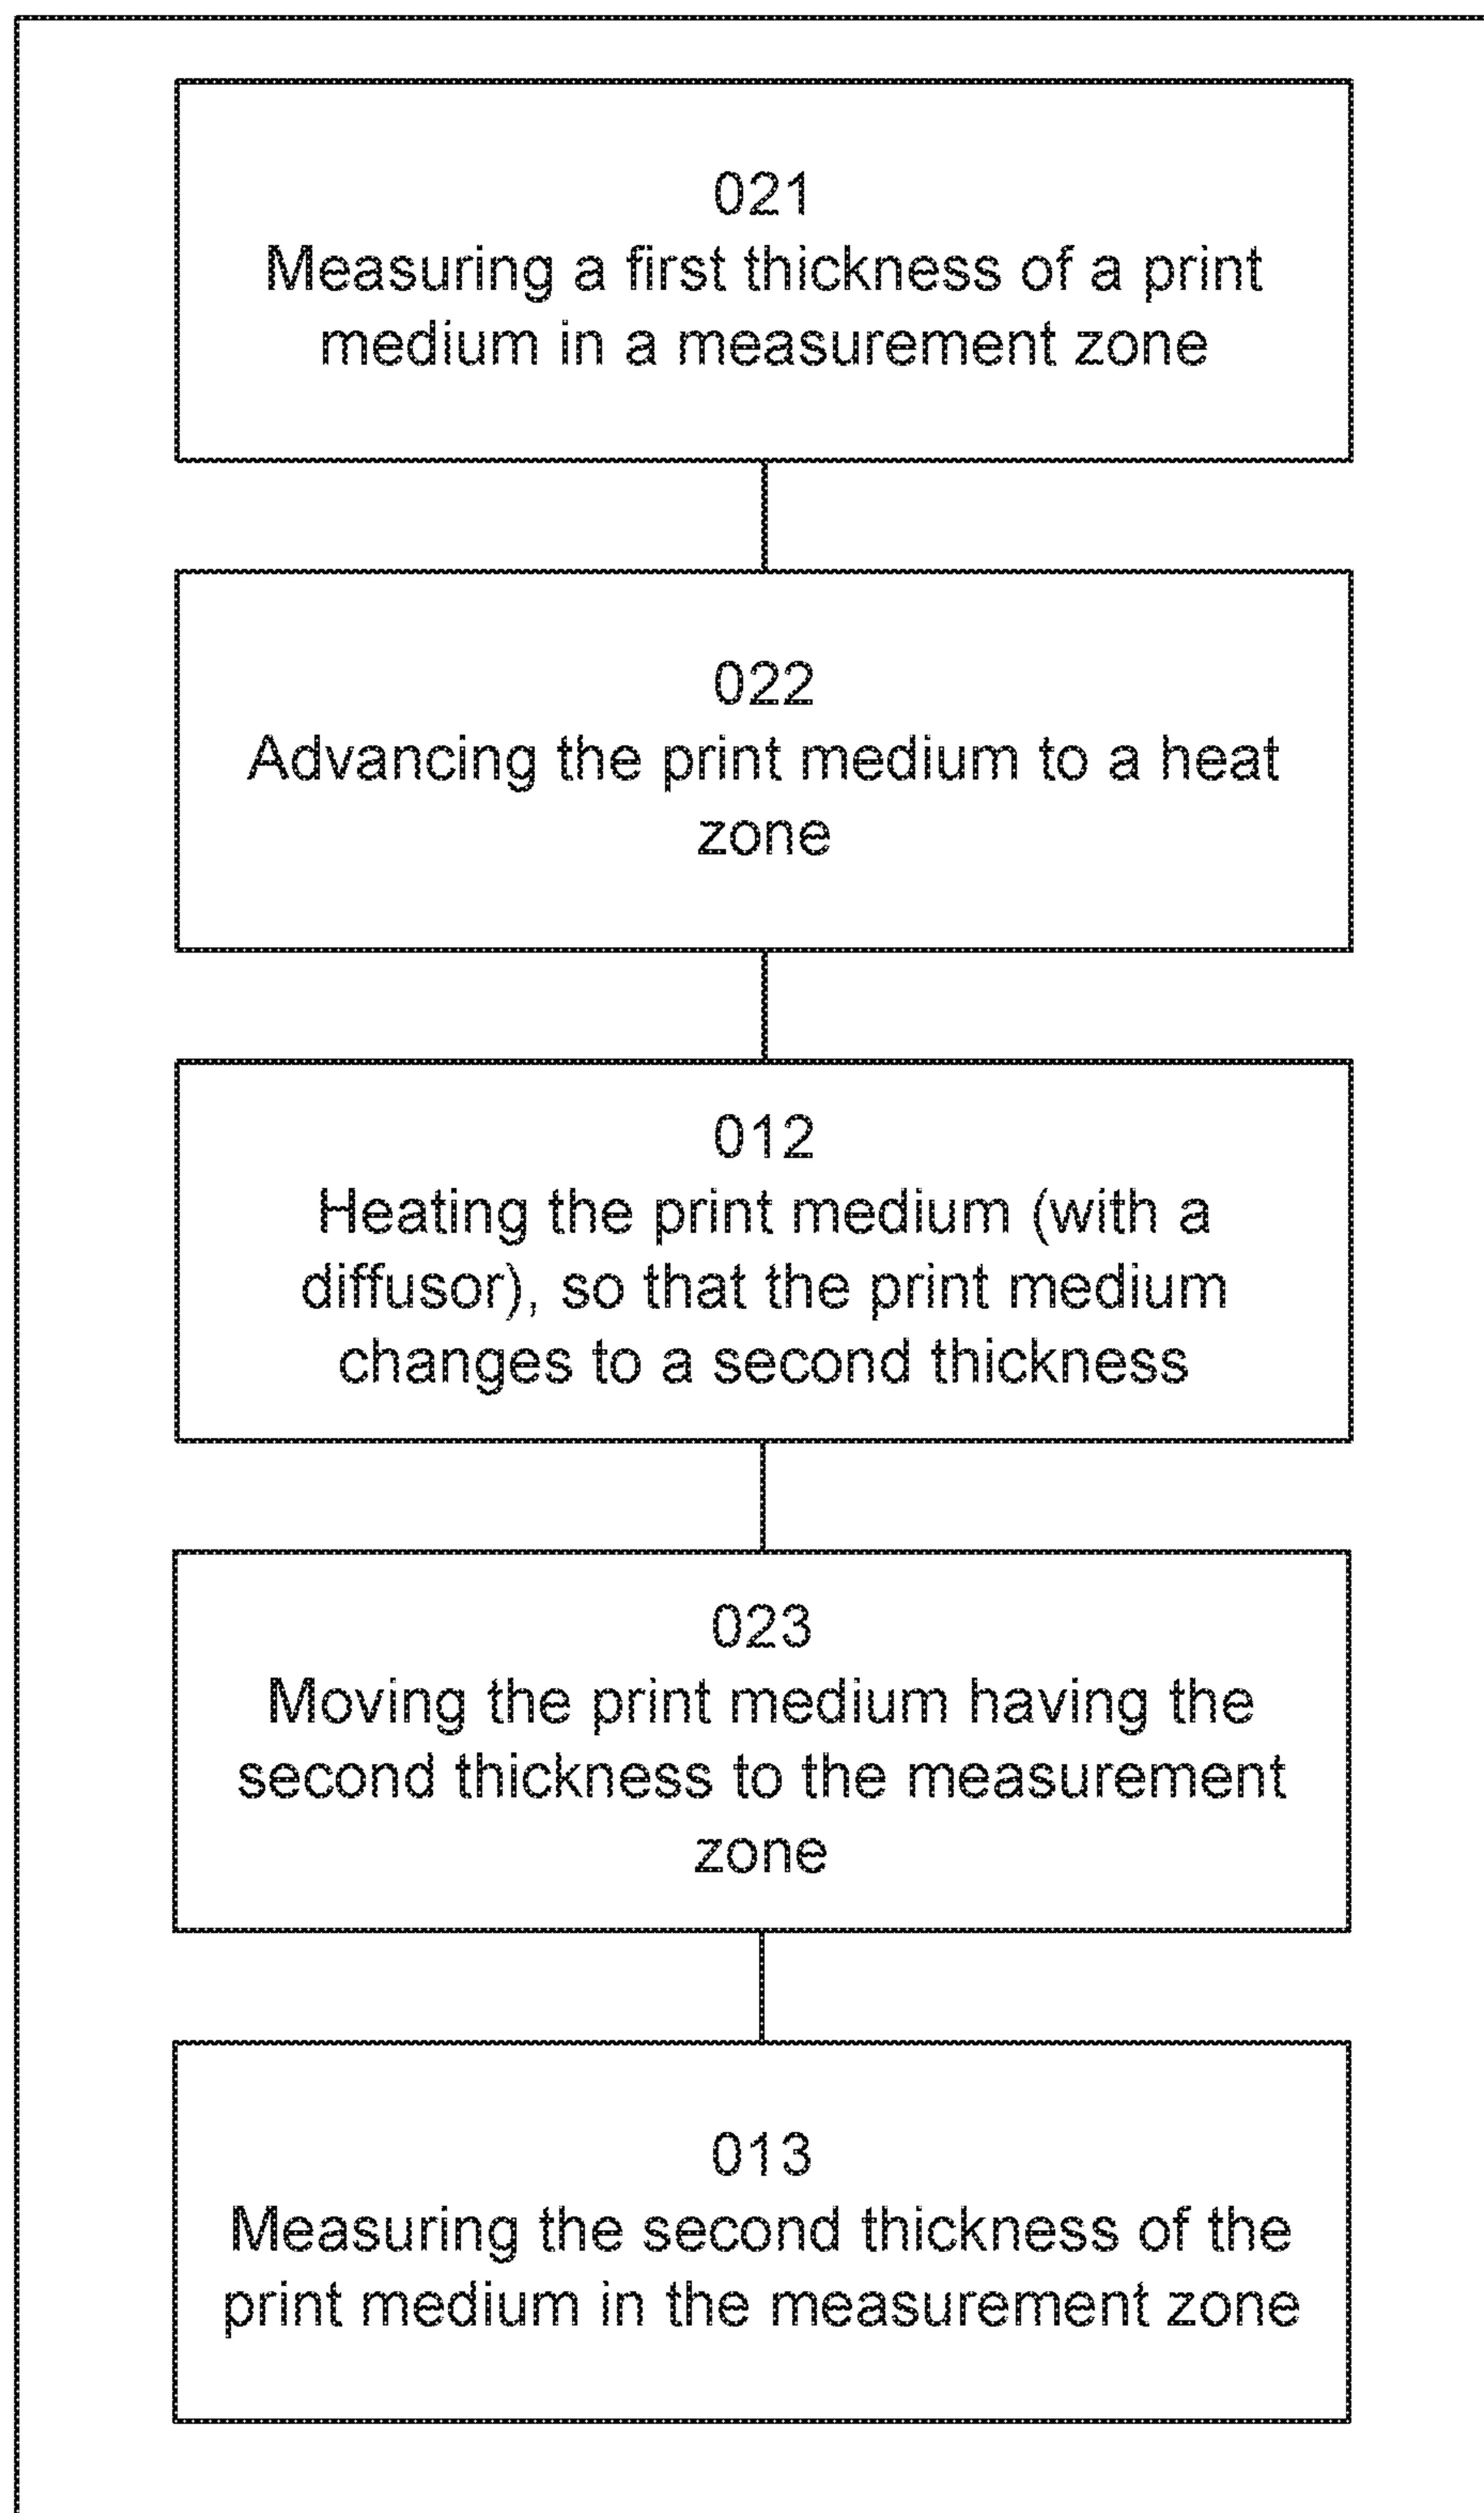 021
Measuring a first thickness of a print
medium in a measurement zone
022
Advancing the print medium to a heat
zone
012
Heating the print medium (with a
diffusor), so that the print medium
changes to a second thickness
023
Moving the print medium having the
second thickness to the measurement
zone
013
Measuring the second thickness of the
print medium in the measurement zone